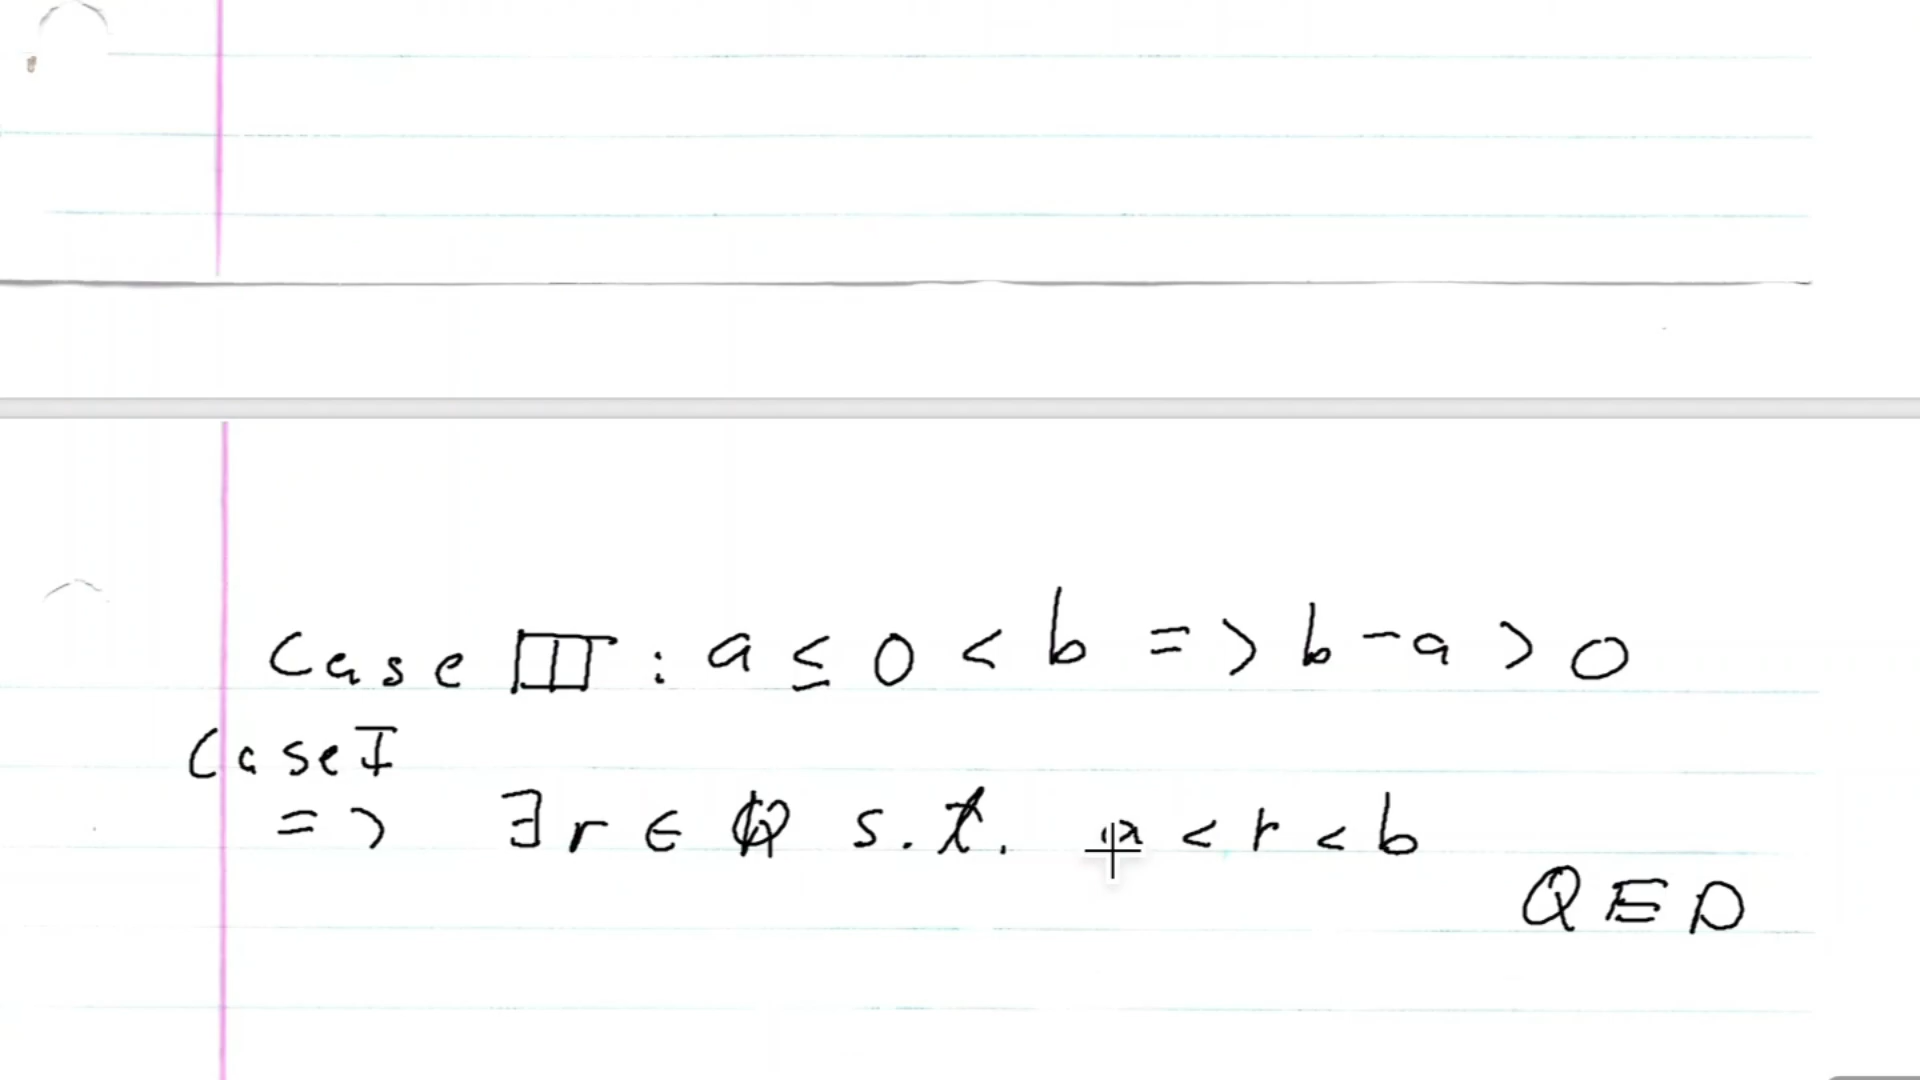 Case III : a ≤ 0 < b => b - a > 0
Case I
=> ∃ r ∈ ℚ s.t. a < r < b
QED